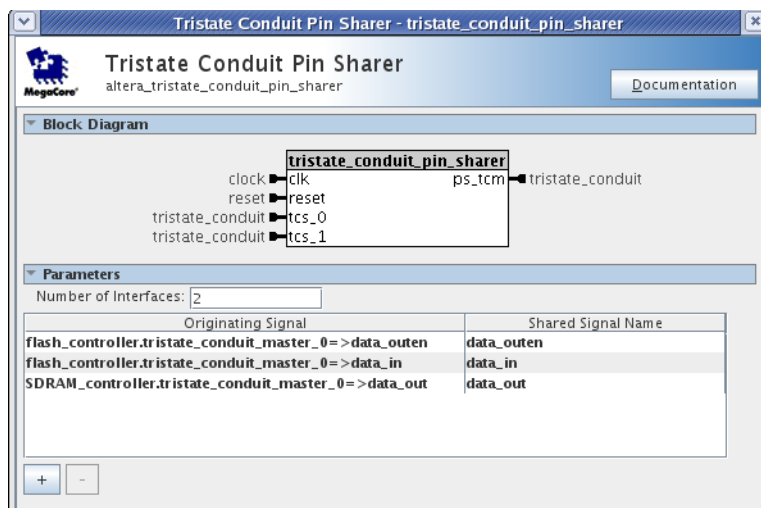 Tristate Conduit Pin Sharer - tristate_conduit_pin_sharer
Tristate Conduit Pin Sharer
MegaCore'
altera_tristate_conduit_pin_sharer
Documentation
Block Diagram
tristate_conduit_pin_sharer
clock clk ps_tcm tristate_conduit
reset reset
tristate_conduit tcs_0
tristate_conduit tcs_1
Parameters
Number of Interfaces: 2
Originating Signal Shared Signal Name
flash_controller.tristate_conduit_master_0=>data_outen data_outen
flash_controller.tristate_conduit_master_0=>data_in data_in
SDRAM_controller.tristate_conduit_master_0=>data_out data_out
+ -